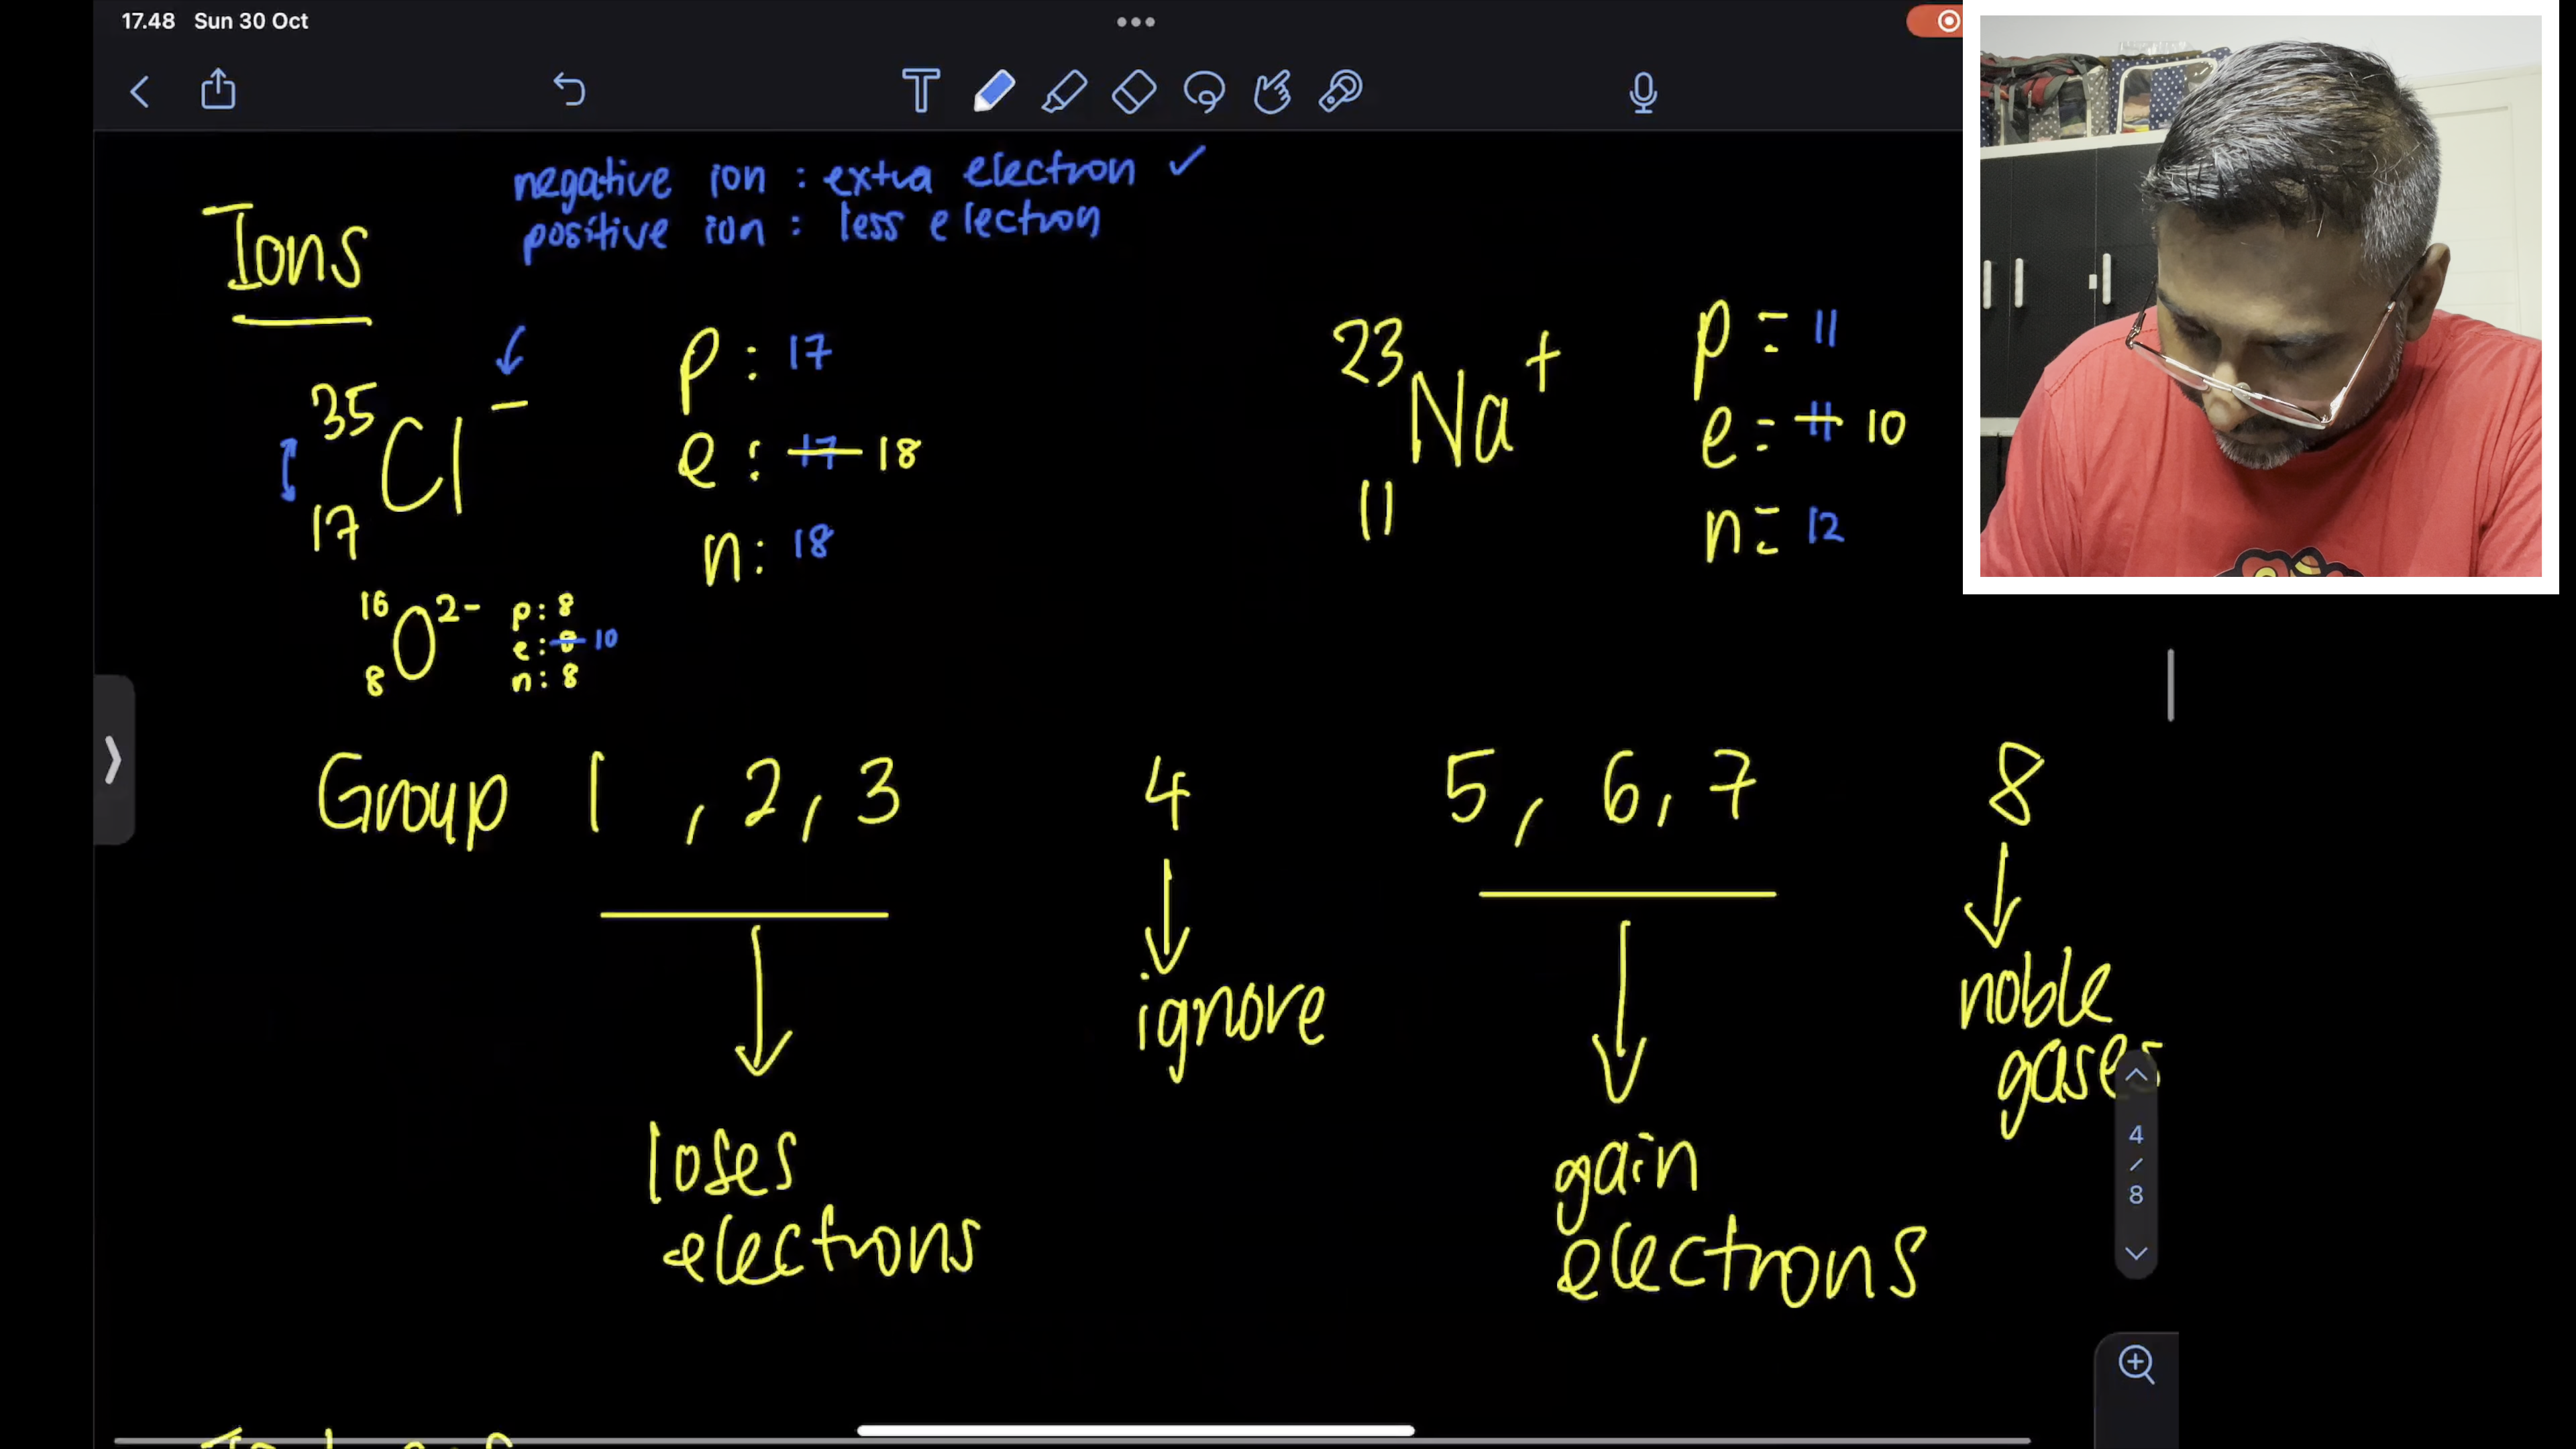 17.48 Sun 30 Oct
T
negative ion : extra electron ✓
positive ion : less electron
Ions
35 Cl − 17
p : 17
e : 17 18
n : 18
23 Na + 11
p = 11
e = 11 10
n = 12
16 O 2- 8
p : 8
e : 8 10
n : 8
Group 1 , 2 , 3 4 5 , 6 , 7 8
ignore
noble
gases
loses
electrons
gain
electrons
4
/
8